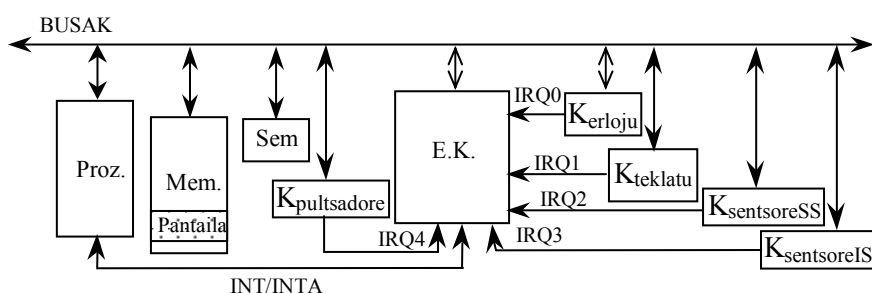 BUSAK
Proz.
Mem.
Pantaila
Sem
Kpultsadore
E.K.
IRQ0
Kerloju
IRQ1
Kteklatu
IRQ2
KsentsoreSS
IRQ3
KsentsoreIS
IRQ4
INT/INTA